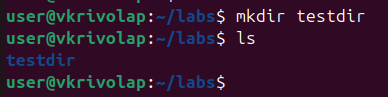 user@vkrivolap:~/labs$ mkdir testdir
user@vkrivolap:~/labs$ ls
testdir
user@vkrivolap:~/labs$